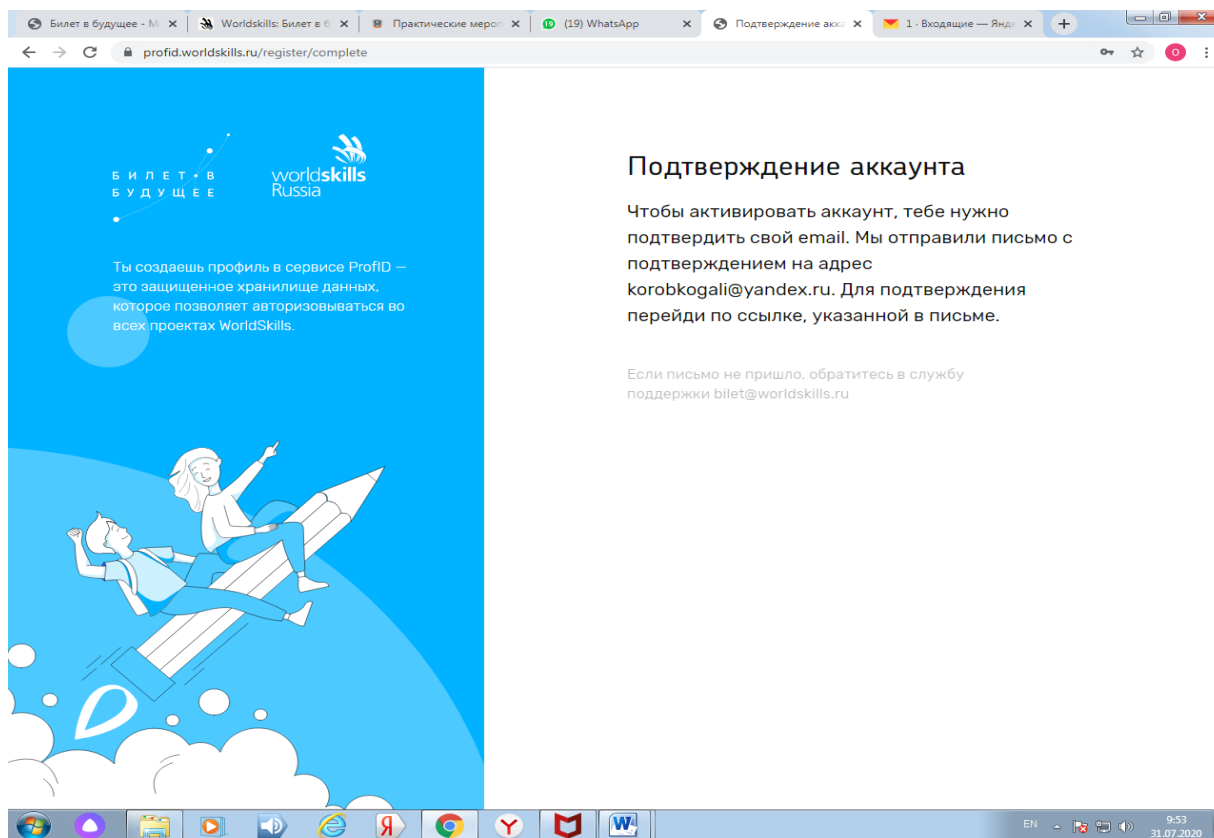 Билет в будущее - М
Worldskills: Билет в б
Практические мероп
(19) WhatsApp
Подтверждение акка
1 · Входящие — Янде
profid.worldskills.ru/register/complete
O
БИЛЕТ В
БУДУЩЕЕ
worldskills
Russia
Ты создаешь профиль в сервисе ProfID —
это защищенное хранилище данных,
которое позволяет авторизовываться во
всех проектах WorldSkills.
Подтверждение аккаунта
Чтобы активировать аккаунт, тебе нужно
подтвердить свой email. Мы отправили письмо с
подтверждением на адрес
korobkogali@yandex.ru. Для подтверждения
перейди по ссылке, указанной в письме.
Если письмо не пришло, обратитесь в службу
поддержки bilet@worldskills.ru
EN
9:53
31.07.2020